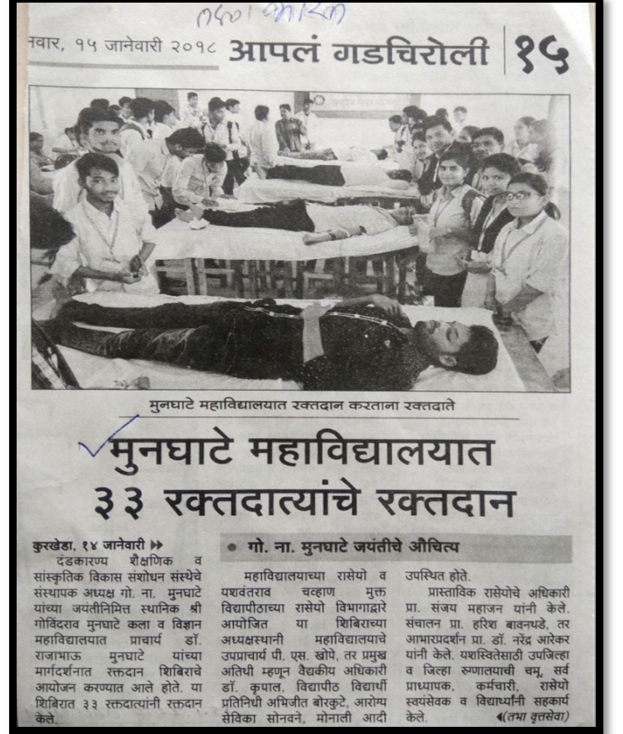 तरुण भारत
नवार, १५ जानेवारी २०१८ आपलं गडचिरोली १५
मुनघाटे महाविद्यालयात रक्तदान करताना रक्तदाते
मुनघाटे महाविद्यालयात
३३ रक्तदात्यांचे रक्तदान
कुरखेडा, १४ जानेवारी
दंडकारण्य शैक्षणिक व
सांस्कृतिक विकास संशोधन संस्थेचे
संस्थापक अध्यक्ष गो. ना. मुनघाटे
यांच्या जयंतीनिमित्त स्थानिक श्री
गोविंदराव मुनघाटे कला व विज्ञान
महाविद्यालयात प्राचार्य डॉ.
राजाभाऊ मुनघाटे यांच्या
मार्गदर्शनात रक्तदान शिबिराचे
आयोजन करण्यात आले होते. या
शिबिरात ३३ रक्तदात्यांनी रक्तदान
केले.
• गो. ना. मुनघाटे जयंतीचे औचित्य
महाविद्यालयाच्या रासेयो व
यशवंतराव चव्हाण मुक्त
विद्यापीठाच्या रासेयो विभागाद्वारे
आयोजित या शिबिराच्या
अध्यक्षस्थानी महाविद्यालयाचे
उपप्राचार्य पी. एस. खोपे, तर प्रमुख
अतिथी म्हणून वैद्यकीय अधिकारी
डॉ. कृपाल, विद्यापीठ विद्यार्थी
प्रतिनिधी अभिजीत बोरकुटे, आरोग्य
सेविका सोनवने, मोनाली आदी
उपस्थित होते.
प्रास्ताविक रासेयोचे अधिकारी
प्रा. संजय महाजन यांनी केले.
संचालन प्रा. हरिश बावनथडे, तर
आभारप्रदर्शन प्रा. डॉ. नरेंद्र आरेकर
यांनी केले. यशस्वितेसाठी उपजिल्हा
व जिल्हा रुग्णालयाची चमू, सर्व
प्राध्यापक, कर्मचारी, रासेयो
स्वयंसेवक व विद्यार्थ्यांनी सहकार्य
केले. (तभा वृत्तसेवा)